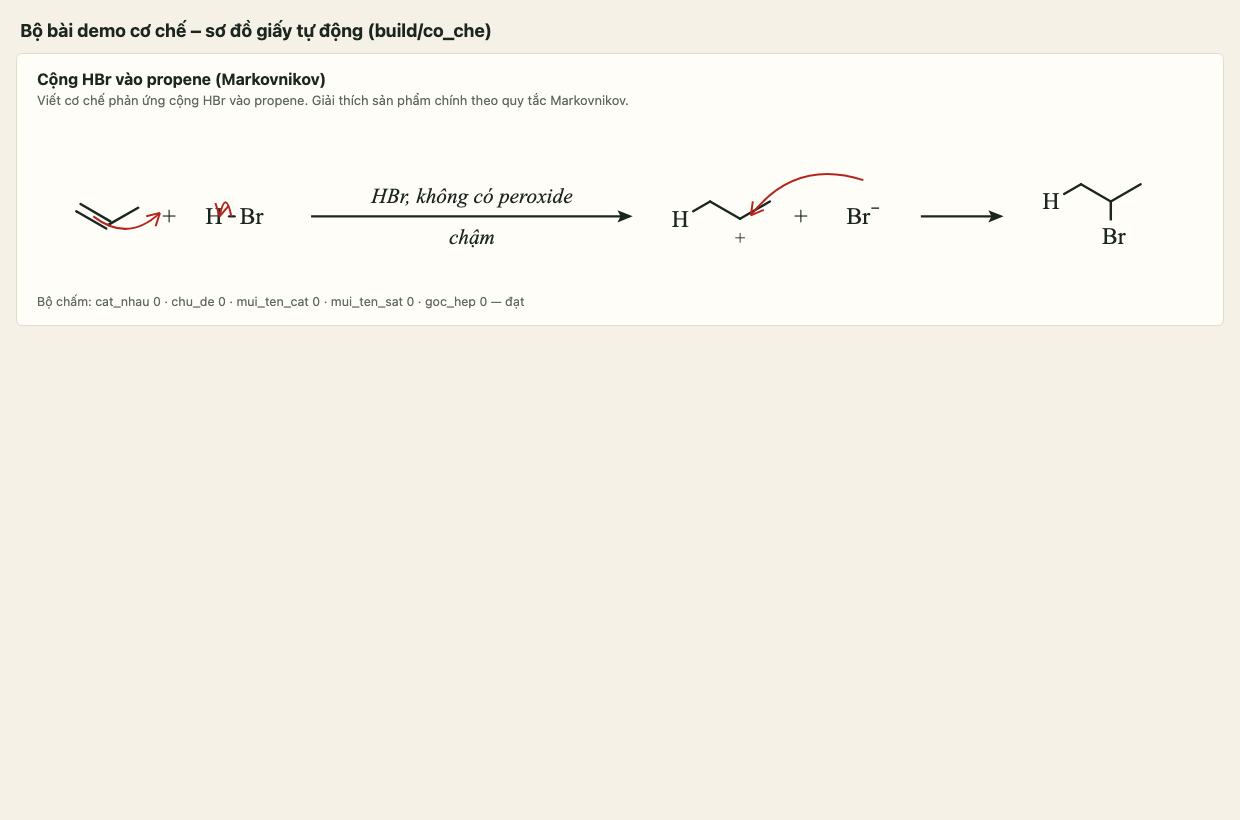 Bộ bài demo cơ chế – sơ đồ giấy tự động (build/co_che)
Cộng HBr vào propene (Markovnikov)
Viết cơ chế phản ứng cộng HBr vào propene. Giải thích sản phẩm chính theo quy tắc Markovnikov.
HBr, không có peroxide
+ H-Br
chậm
H + + Br⁻
H
Br
Bộ chấm: cat_nhau 0 · chu_de 0 · mui_ten_cat 0 · mui_ten_sat 0 · goc_hep 0 — đạt